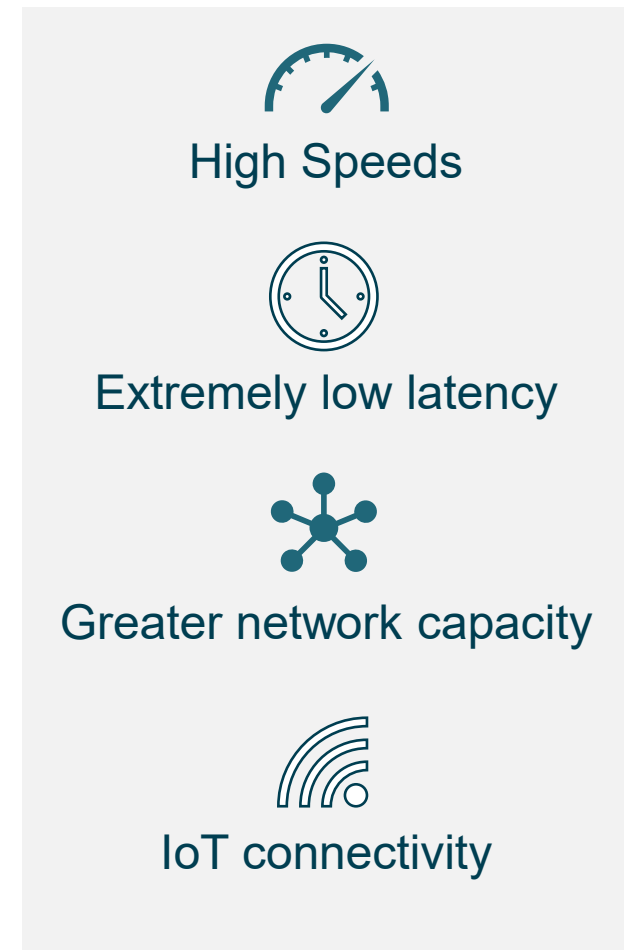 High Speeds
Extremely low latency
Greater network capacity
IoT connectivity